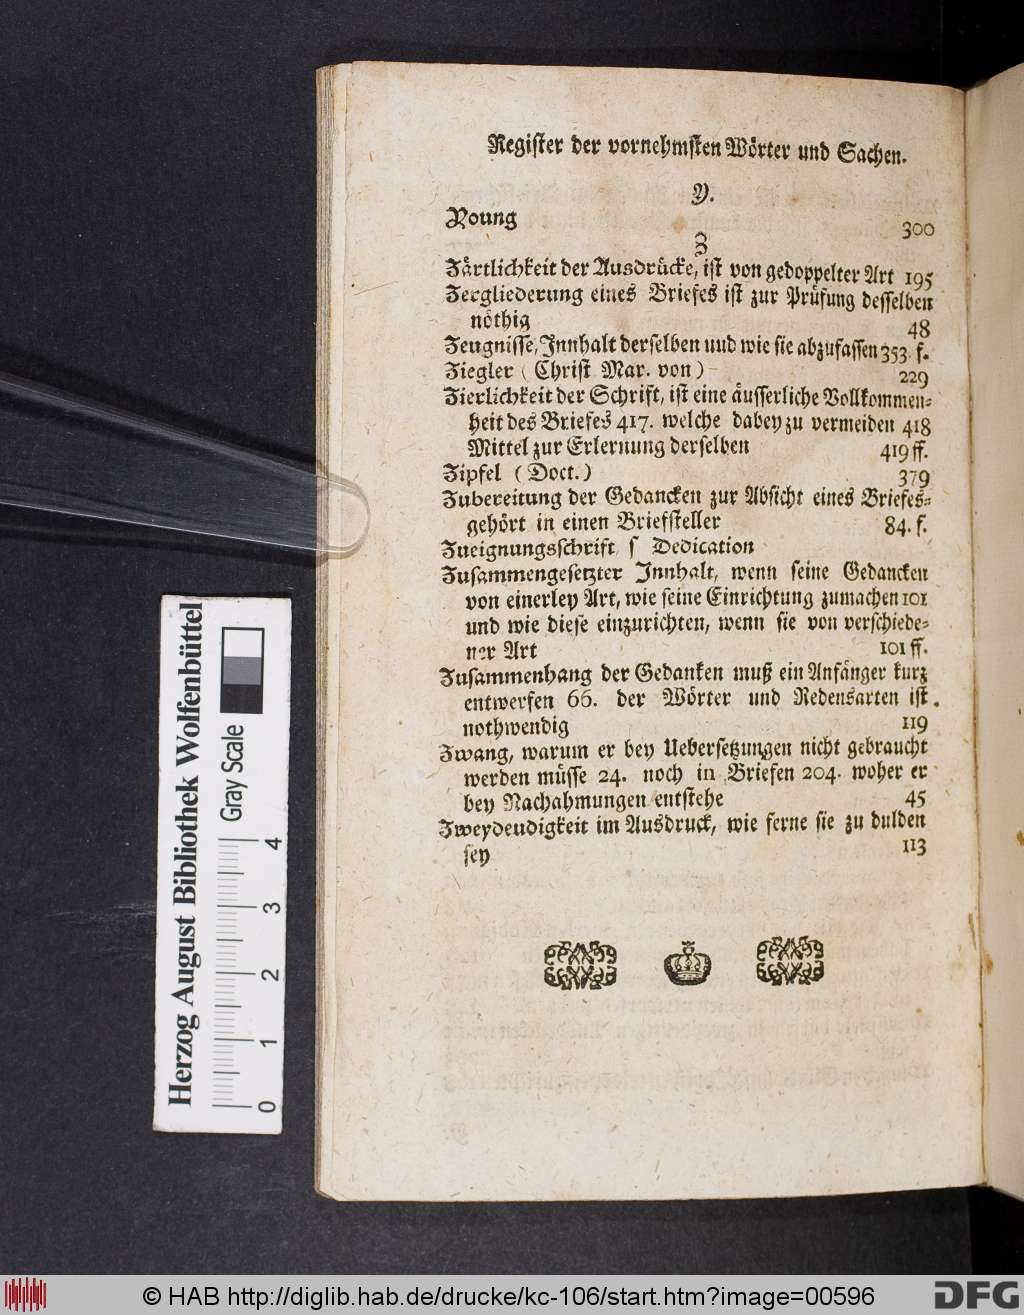 Register der vornehmsten Wörter und Sachen.
Y.
Young 300
Z
Zärtlichkeit der Ausdrücke, ist von gedoppelter Art 195
Zergliederung eines Briefes ist zur Prüfung desselben
nöthig 48
Zeugnisse, Innhalt derselben uud wie sie abzufassen 353. f.
Ziegler (Christ Mar. von) 229
Zierlichkeit der Schrift, ist eine äusserliche Vollkommen-
heit des Briefes 417. welche dabey zu vermeiden 418
Mittel zur Erlernung derselben 419 ff.
Zipfel (Doct.) 379
Zubereitung der Gedancken zur Absicht eines Briefes-
gehört in einen Briefsteller 84. f.
Zueignungsschrift, s Dedication
Zusammengesetzter Innhalt, wenn seine Gedancken
von einerley Art, wie seine Einrichtung zumachen 101
und wie diese einzurichten, wenn sie von verschiede-
ner Art 101 ff.
Zusammenhang der Gedanken muß ein Anfänger kurz
entwerfen 66. der Wörter und Redensarten ist
nothwendig 119
Zwang, warum er bey Uebersetzungen nicht gebraucht
werden müsse 24. noch in Briefen 204. woher er
bey Nachahmungen entstehe 45
Zweydeudigkeit im Ausdruck, wie ferne sie zu dulden
sey 113
Herzog August Bibliothek Wolfenbüttel
Gray Scale
0 1 2 3 4
© HAB http://diglib.hab.de/drucke/kc-106/start.htm?image=00596
DFG